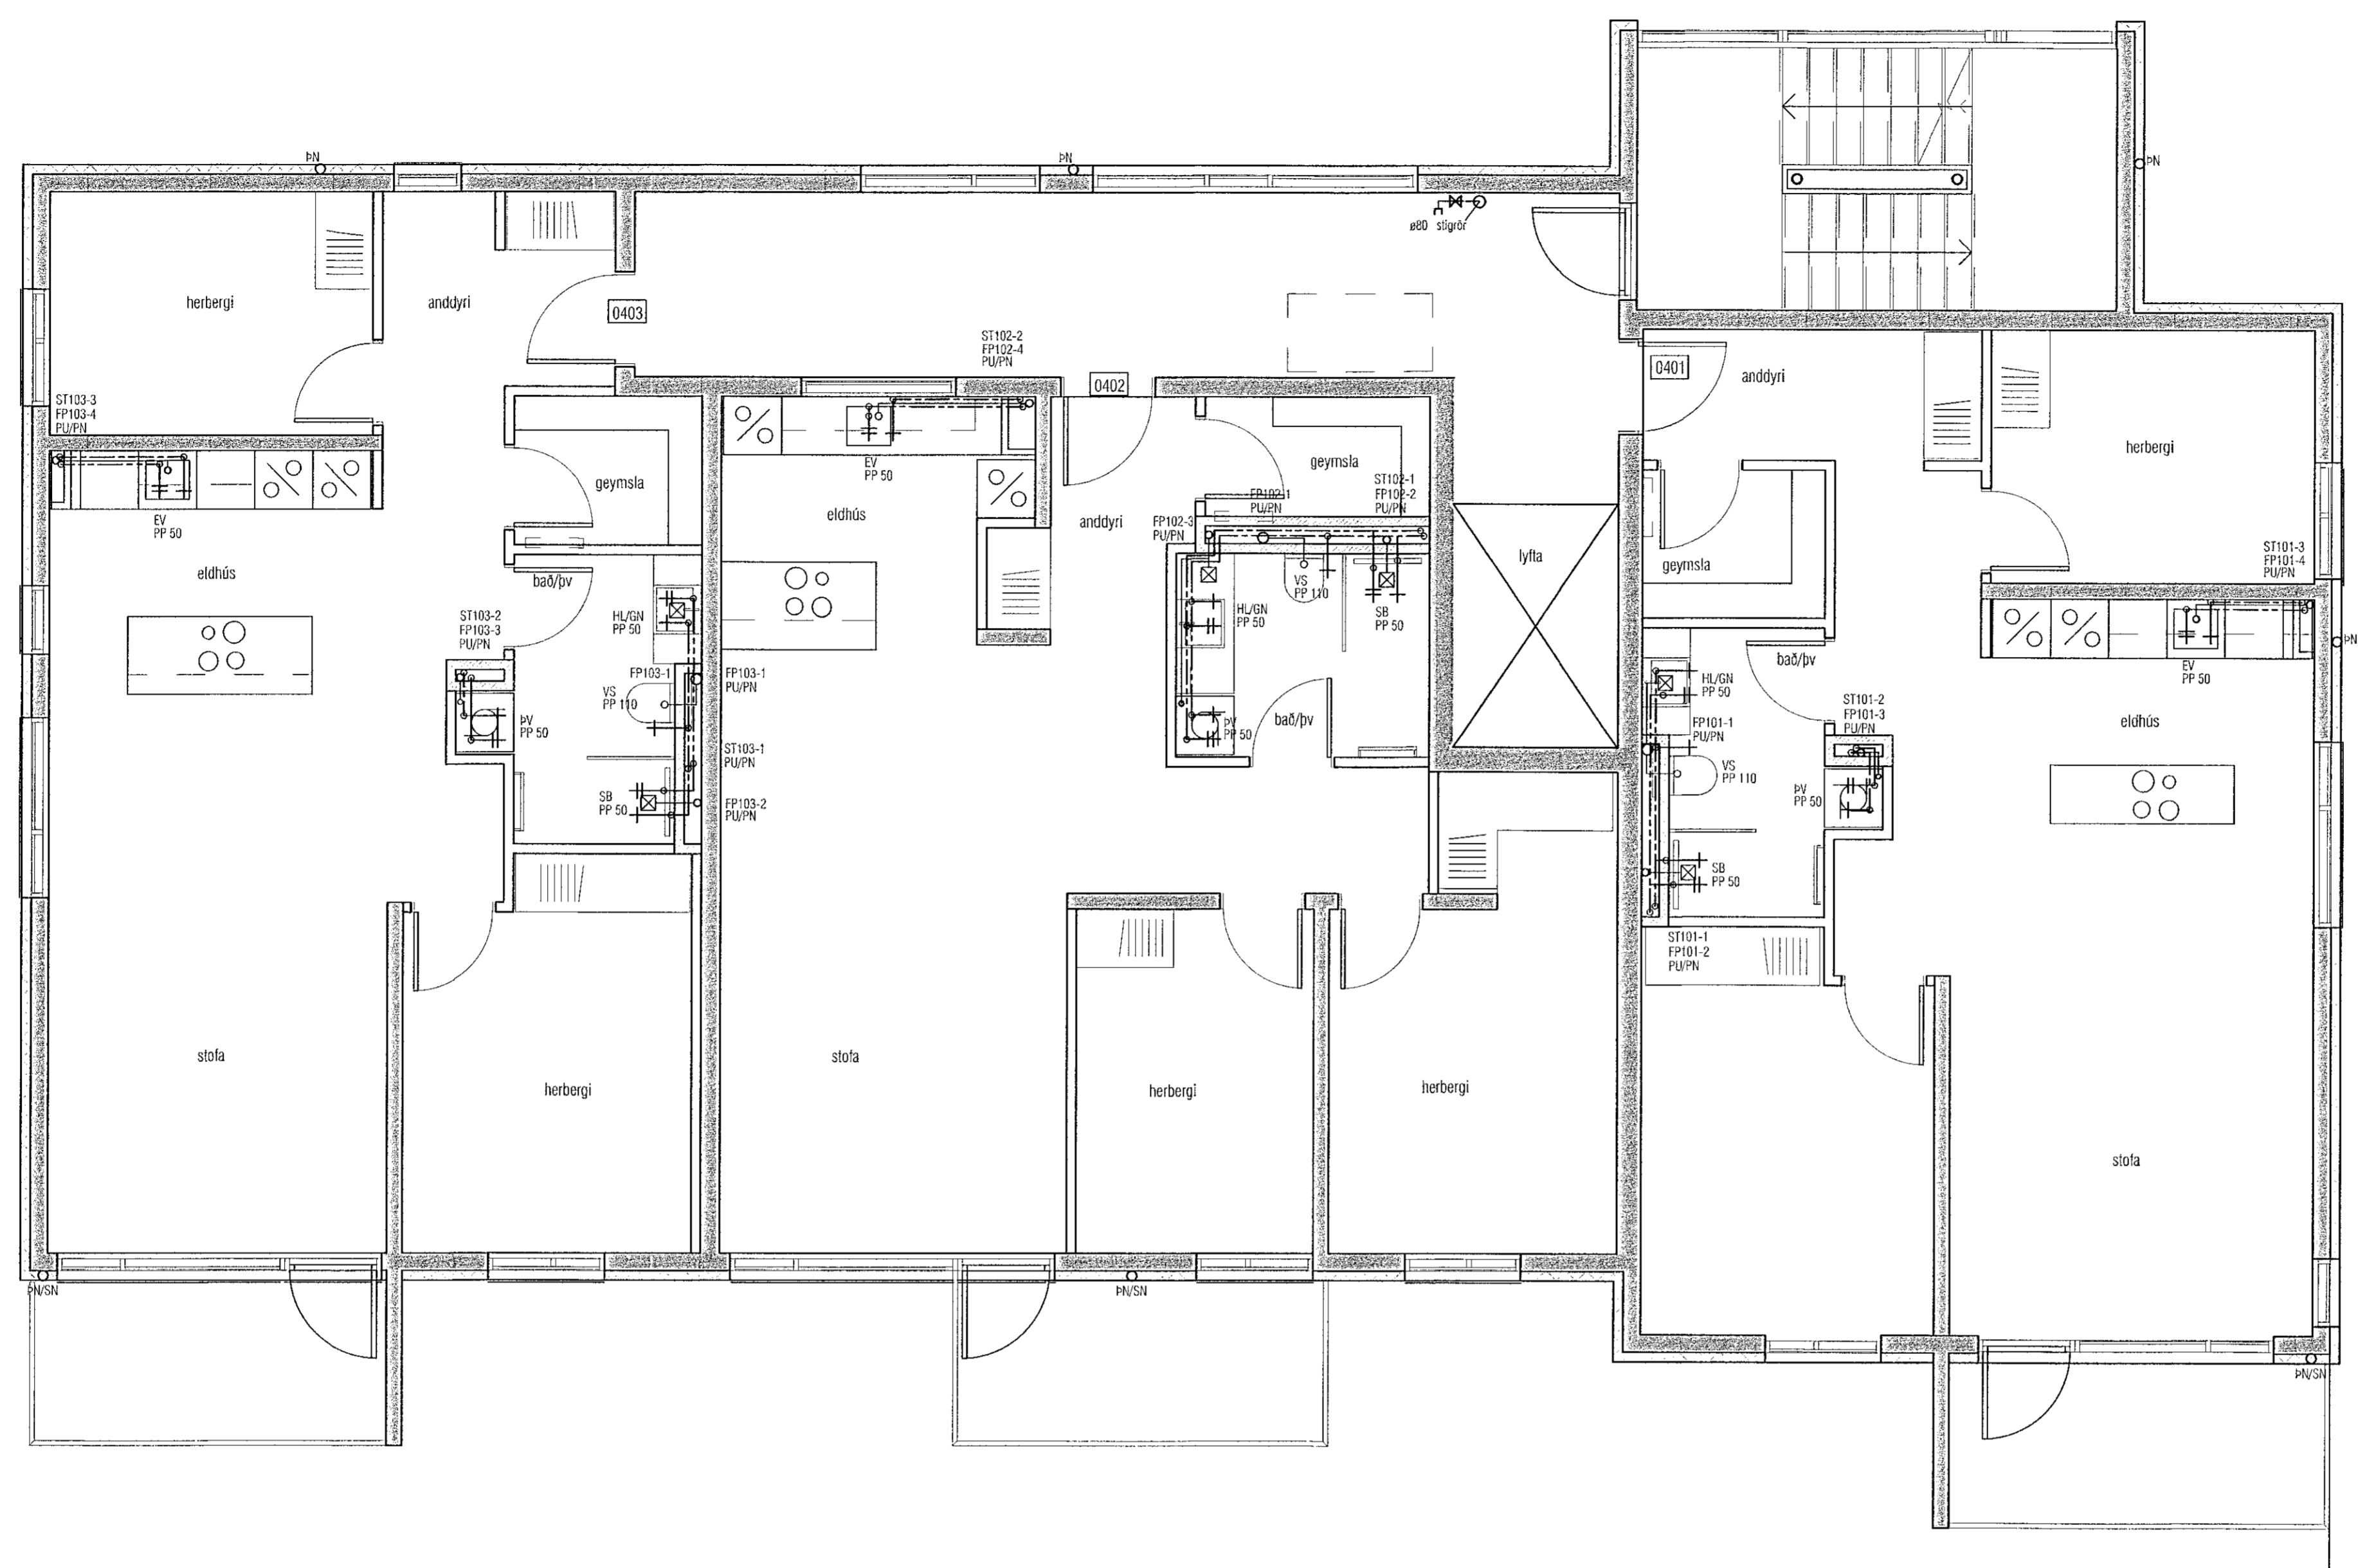 ÞN
ÞN
ÞN
ø80 stigrör
herbergi
anddyri
0403
ST102-2
FP102-4
PU/PN
0402
0401
anddyri
ST103-3
FP103-4
PU/PN
herbergi
geymsla
geymsla
EV
PP 50
EV
PP 50
eldhús
anddyri
FP102-1
PU/PN
ST102-1
FP102-2
PU/PN
FP102-3
PU/PN
lyfta
geymsla
ST101-3
FP101-4
PU/PN
eldhús
bað/þv
VS
PP 110
HL/GN
PP 50
SB
PP 50
ST103-2
FP103-3
PU/PN
HL/GN
PP 50
ÞN
bað/þv
EV
PP 50
FP103-1
FP103-1
PU/PN
VS
PP 110
ÞV
PP 50
ÞV
PP 50
bað/þv
HL/GN
PP 50
ST101-2
FP101-3
PU/PN
FP101-1
PU/PN
eldhús
ST103-1
PU/PN
VS
PP 110
ÞV
PP 50
SB
PP 50
FP103-2
PU/PN
SB
PP 50
ST101-1
FP101-2
PU/PN
stofa
stofa
herbergi
herbergi
herbergi
stofa
ÞN/SN
ÞN/SN
ÞN/SN